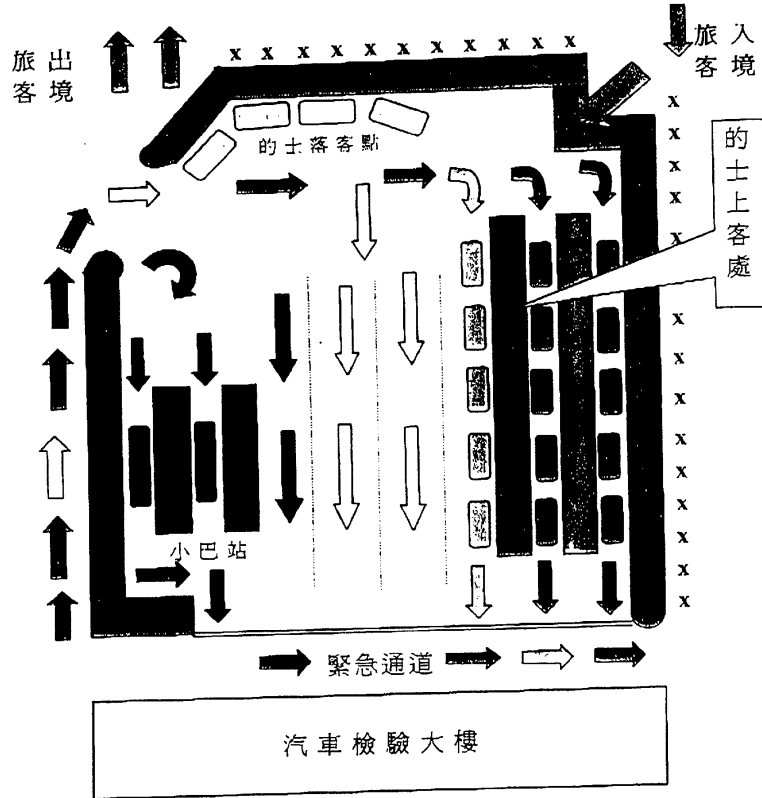 出境
旅客
入境
旅客
的士落客點
的士上客處
小巴站
緊急通道
汽車檢驗大樓